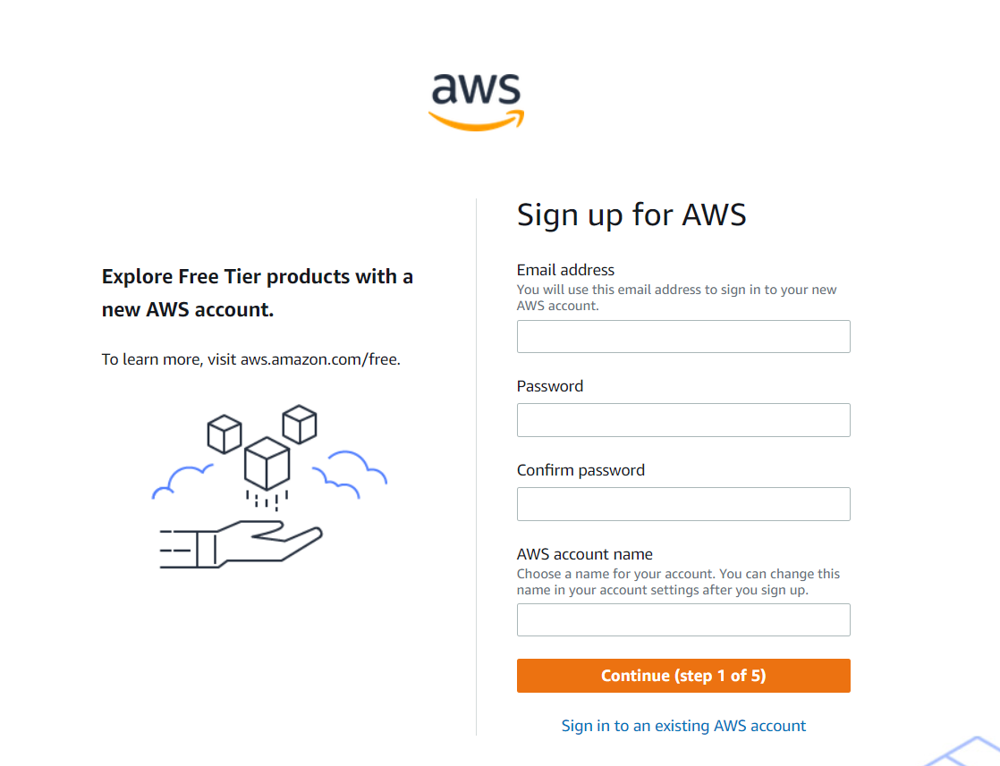 aws
Explore Free Tier products with a
new AWS account.
To learn more, visit aws.amazon.com/free.
Sign up for AWS
Email address
You will use this email address to sign in to your new
AWS account.
Password
Confirm password
AWS account name
Choose a name for your account. You can change this
name in your account settings after you sign up.
Continue (step 1 of 5)
Sign in to an existing AWS account